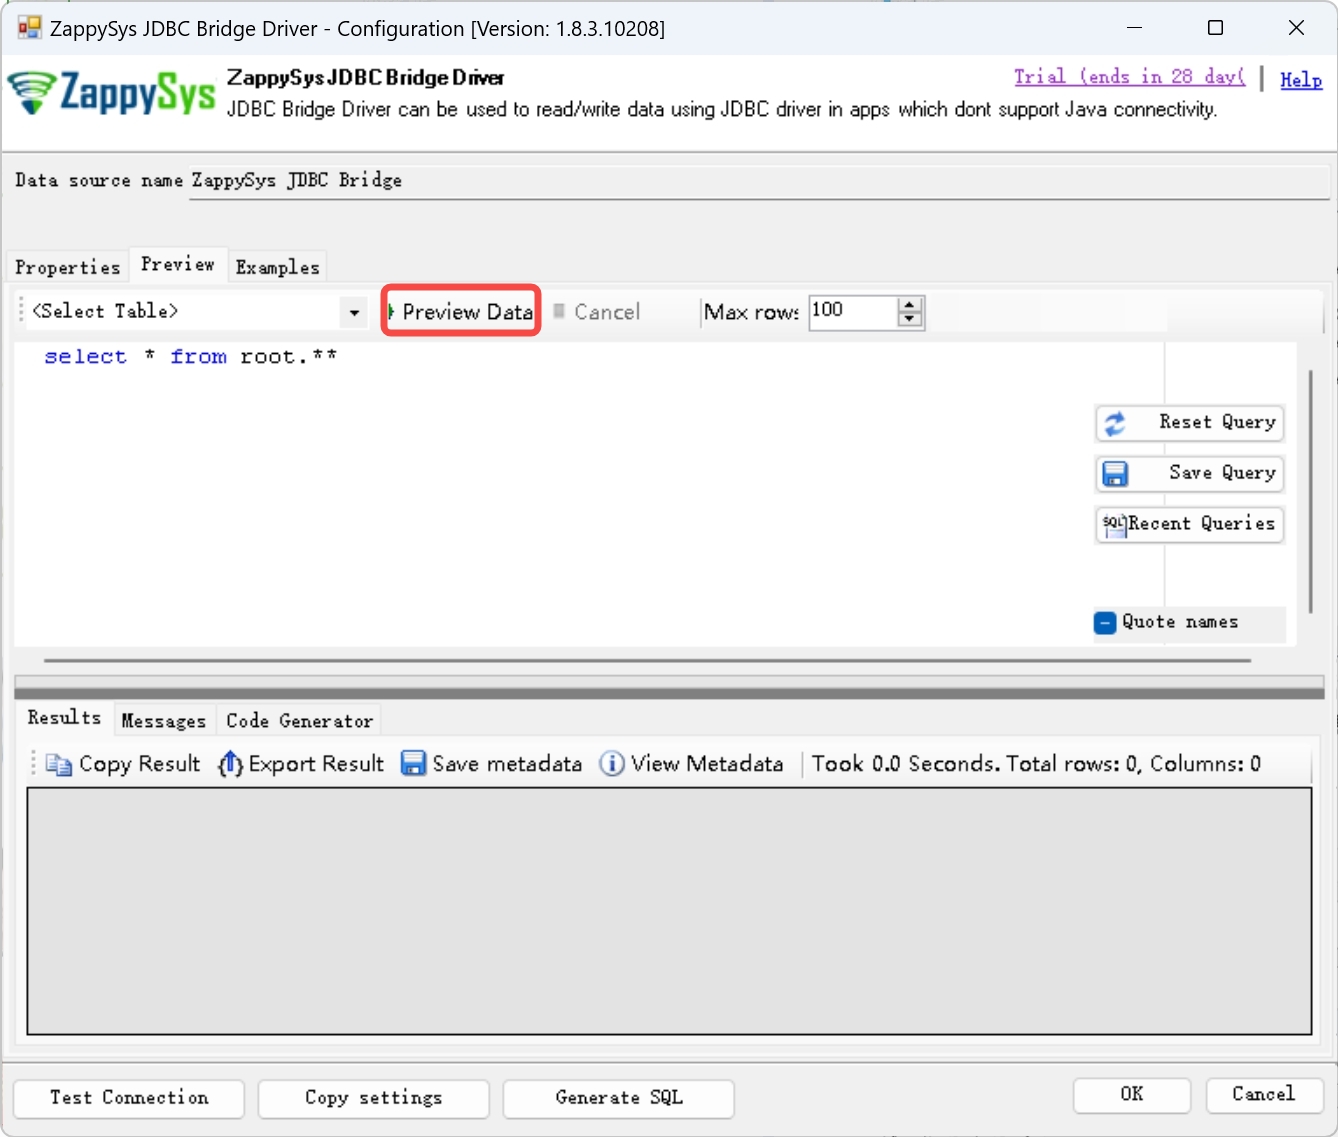 ZappySys JDBC Bridge Driver - Configuration [Version: 1.8.3.10208]
ZappySys
ZappySys JDBC Bridge Driver
Trial (ends in 28 day( | Help
JDBC Bridge Driver can be used to read/write data using JDBC driver in apps which dont support Java connectivity.
Data source name ZappySys JDBC Bridge
Properties Preview Examples
<Select Table> Preview Data Cancel Max rows 100
select * from root.**
Reset Query
Save Query
SQL Recent Queries
Quote names
Results Messages Code Generator
Copy Result Export Result Save metadata View Metadata Took 0.0 Seconds. Total rows: 0, Columns: 0
Test Connection Copy settings Generate SQL OK Cancel